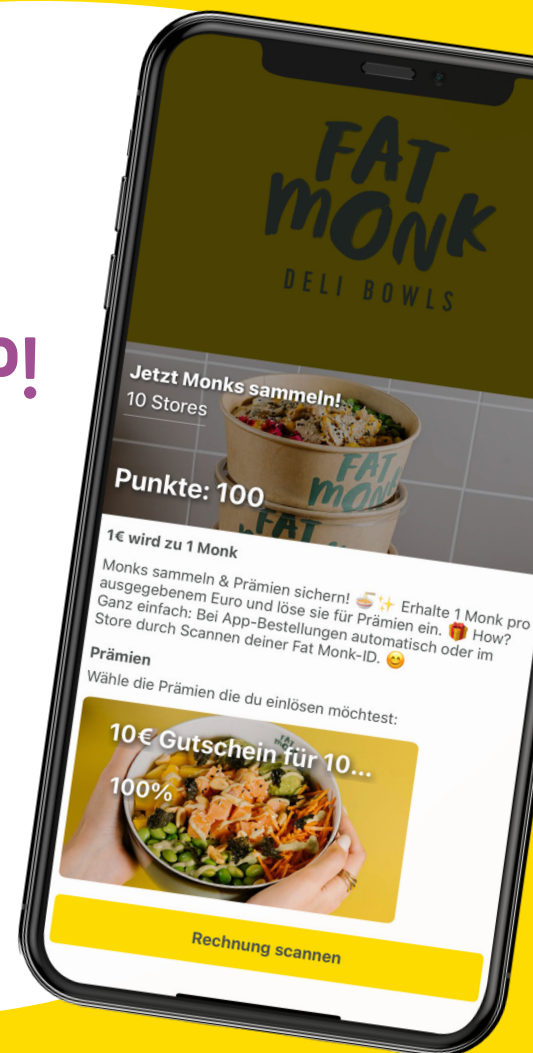 P!
FAT
MONK
DELI BOWLS
Jetzt Monks sammeln!
10 Stores
FAT
Punkte: 100
FAT
1€ wird zu 1 Monk
Monks sammeln & Prämien sichern! 🍜✨ Erhalte 1 Monk pro
ausgegebenem Euro und löse sie für Prämien ein. 🎁 How?
Ganz einfach: Bei App-Bestellungen automatisch oder im
Store durch Scannen deiner Fat Monk-ID. 😊
Prämien
Wähle die Prämien die du einlösen möchtest:
10€ Gutschein für 10...
100%
Rechnung scannen